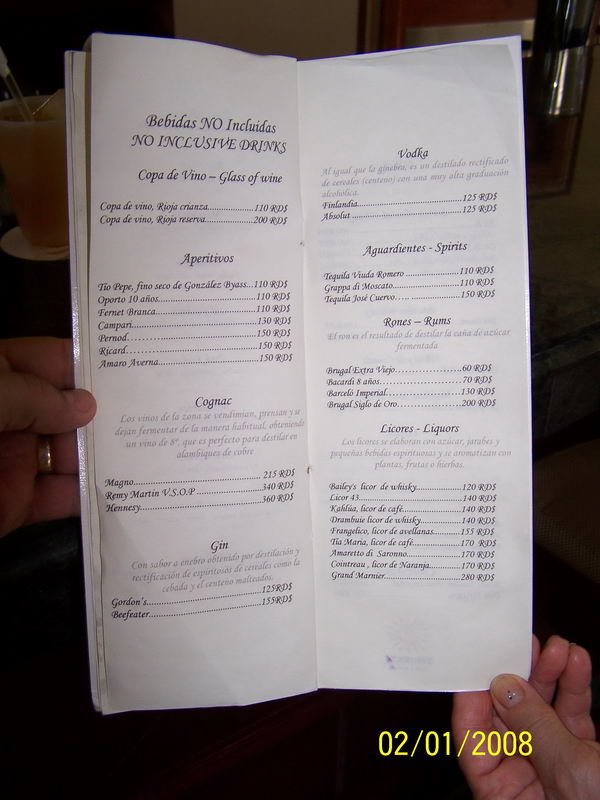 Bebidas NO Incluidas
NO INCLUSIVE DRINKS
Copa de Vino – Glass of wine
Copa de vino, Rioja crianza....................110 RD$
Copa de vino, Rioja reserva....................200 RD$
Aperitivos
Tío Pepe, fino seco de González Byass...110 RD$
Oporto 10 años....................110 RD$
Fernet Branca....................110 RD$
Campari....................130 RD$
Pernod....................150 RD$
Ricard....................150 RD$
Amaro Averna....................150 RD$
Cognac
Los vinos de la zona se vendimian, prensan y se
dejan fermentar de la manera habitual, obteniendo
un vino de 8º, que es perfecto para destilar en
alambiques de cobre
Magno.................... 215 RD$
Remy Martin V.S.O.P ....................340 RD$
Hennesy....................360 RD$
Gin
Con sabor a enebro obtenido por destilación y
rectificación de espiritosos de cereales como la
cebada y el centeno malteados.
Gordon's....................125RD$
Beefeater....................155RD$
Vodka
Al igual que la ginebra, es un destilado rectificado
de cereales (centeno) con una muy alta graduación
alcohólica.
Finlandia....................125 RD$
Absolut ....................125 RD$
Aguardientes - Spirits
Tequila Viuda Romero ....................110 RD$
Grappa di Moscato....................110 RD$
Tequila José Cuervo....................150 RD$
Rones – Rums
El ron es el resultado de destilar la caña de azúcar
fermentada
Brugal Extra Viejo....................60 RD$
Bacardi 8 años....................70 RD$
Barceló Imperial....................130 RD$
Brugal Siglo de Oro....................200 RD$
Licores - Liquors
Los licores se elaboran con azúcar, jarabes y
pequeñas bebidas espirituosas y se aromatizan con
plantas, frutas o hierbas.
Bailey's licor de whisky....................120 RD$
Licor 43....................140 RD$
Kahlúa, licor de café....................140 RD$
Drambuie licor de whisky....................140 RD$
Frangelico, licor de avellanas....................155 RD$
Tía María, licor de café....................170 RD$
Amaretto di Saronno....................170 RD$
Cointreau , licor de Naranja....................170 RD$
Grand Marnier....................280 RD$
02/01/2008